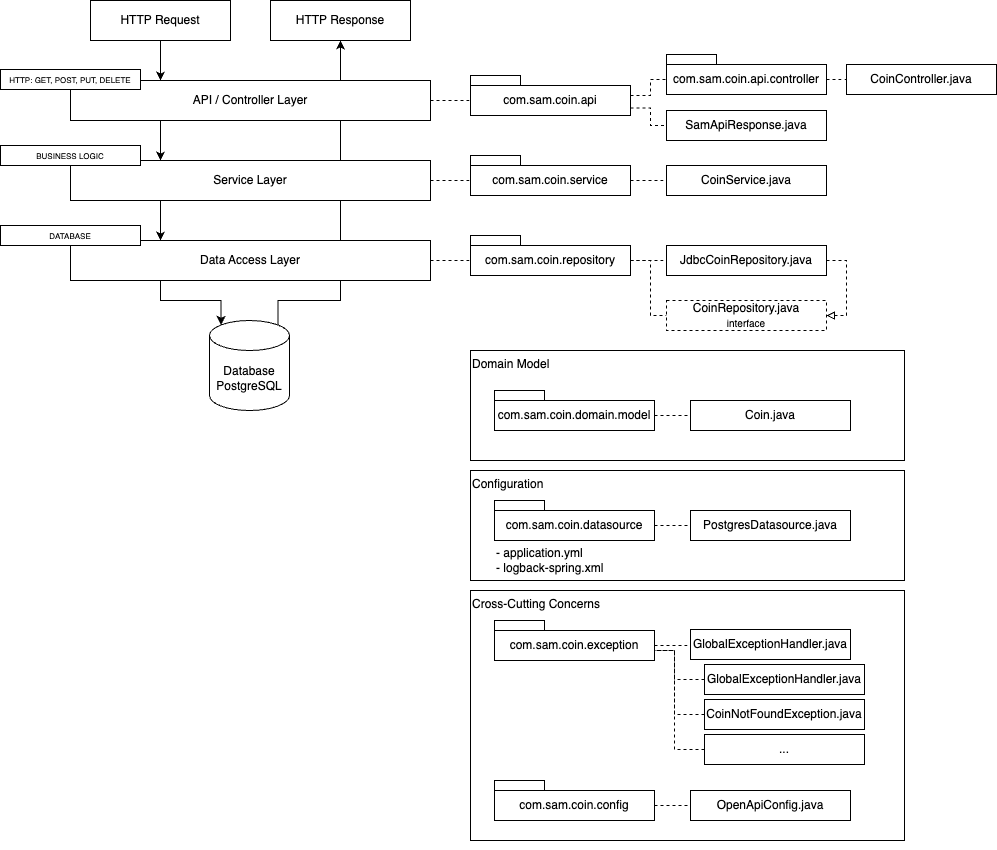 HTTP Request
HTTP Response
HTTP: GET, POST, PUT, DELETE
API / Controller Layer
com.sam.coin.api
com.sam.coin.api.controller
CoinController.java
SamApiResponse.java
BUSINESS LOGIC
Service Layer
com.sam.coin.service
CoinService.java
DATABASE
Data Access Layer
com.sam.coin.repository
JdbcCoinRepository.java
CoinRepository.java
interface
Database
PostgreSQL
Domain Model
com.sam.coin.domain.model
Coin.java
Configuration
com.sam.coin.datasource
PostgresDatasource.java
- application.yml
- logback-spring.xml
Cross-Cutting Concerns
com.sam.coin.exception
GlobalExceptionHandler.java
GlobalExceptionHandler.java
CoinNotFoundException.java
...
com.sam.coin.config
OpenApiConfig.java